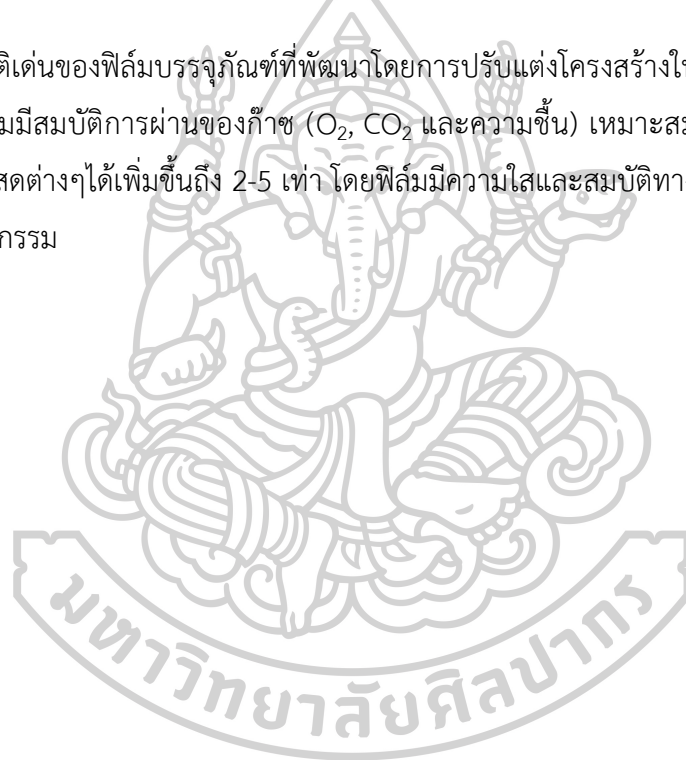 ติเด่นของฟิล์มบรรจุภัณฑ์ที่พัฒนาโดยการปรับแต่งโครงสร้างใ
มมีสมบัติการผ่านของก๊าซ (O₂, CO₂ และความชื้น) เหมาะส
สดต่างๆได้เพิ่มขึ้นถึง 2-5 เท่า โดยฟิล์มมีความใสและสมบัติทา
กรรม
มหาวิทยาลัยศิลปากร